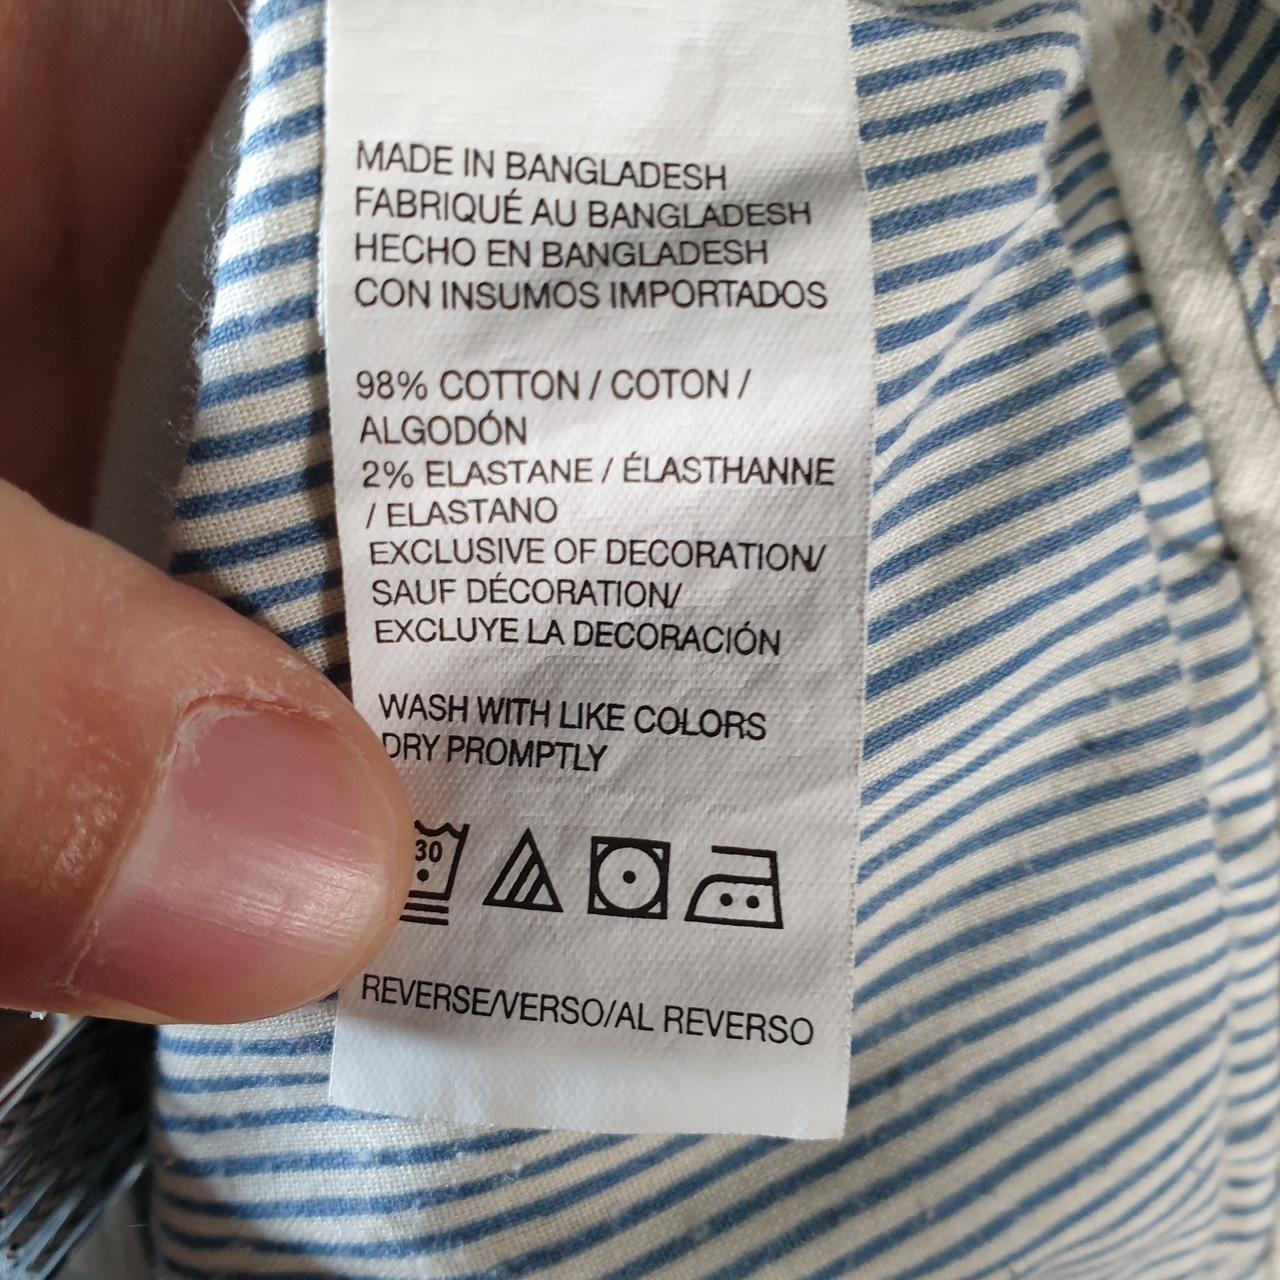 MADE IN BANGLADESH
FABRIQUÉ AU BANGLADESH
HECHO EN BANGLADESH
CON INSUMOS IMPORTADOS
98% COTTON / COTON /
ALGODÓN
2% ELASTANE / ÉLASTHANNE
/ ELASTANO
EXCLUSIVE OF DECORATION/
SAUF DÉCORATION/
EXCLUYE LA DECORACIÓN
WASH WITH LIKE COLORS
DRY PROMPTLY
30
REVERSE/VERSO/AL REVERSO